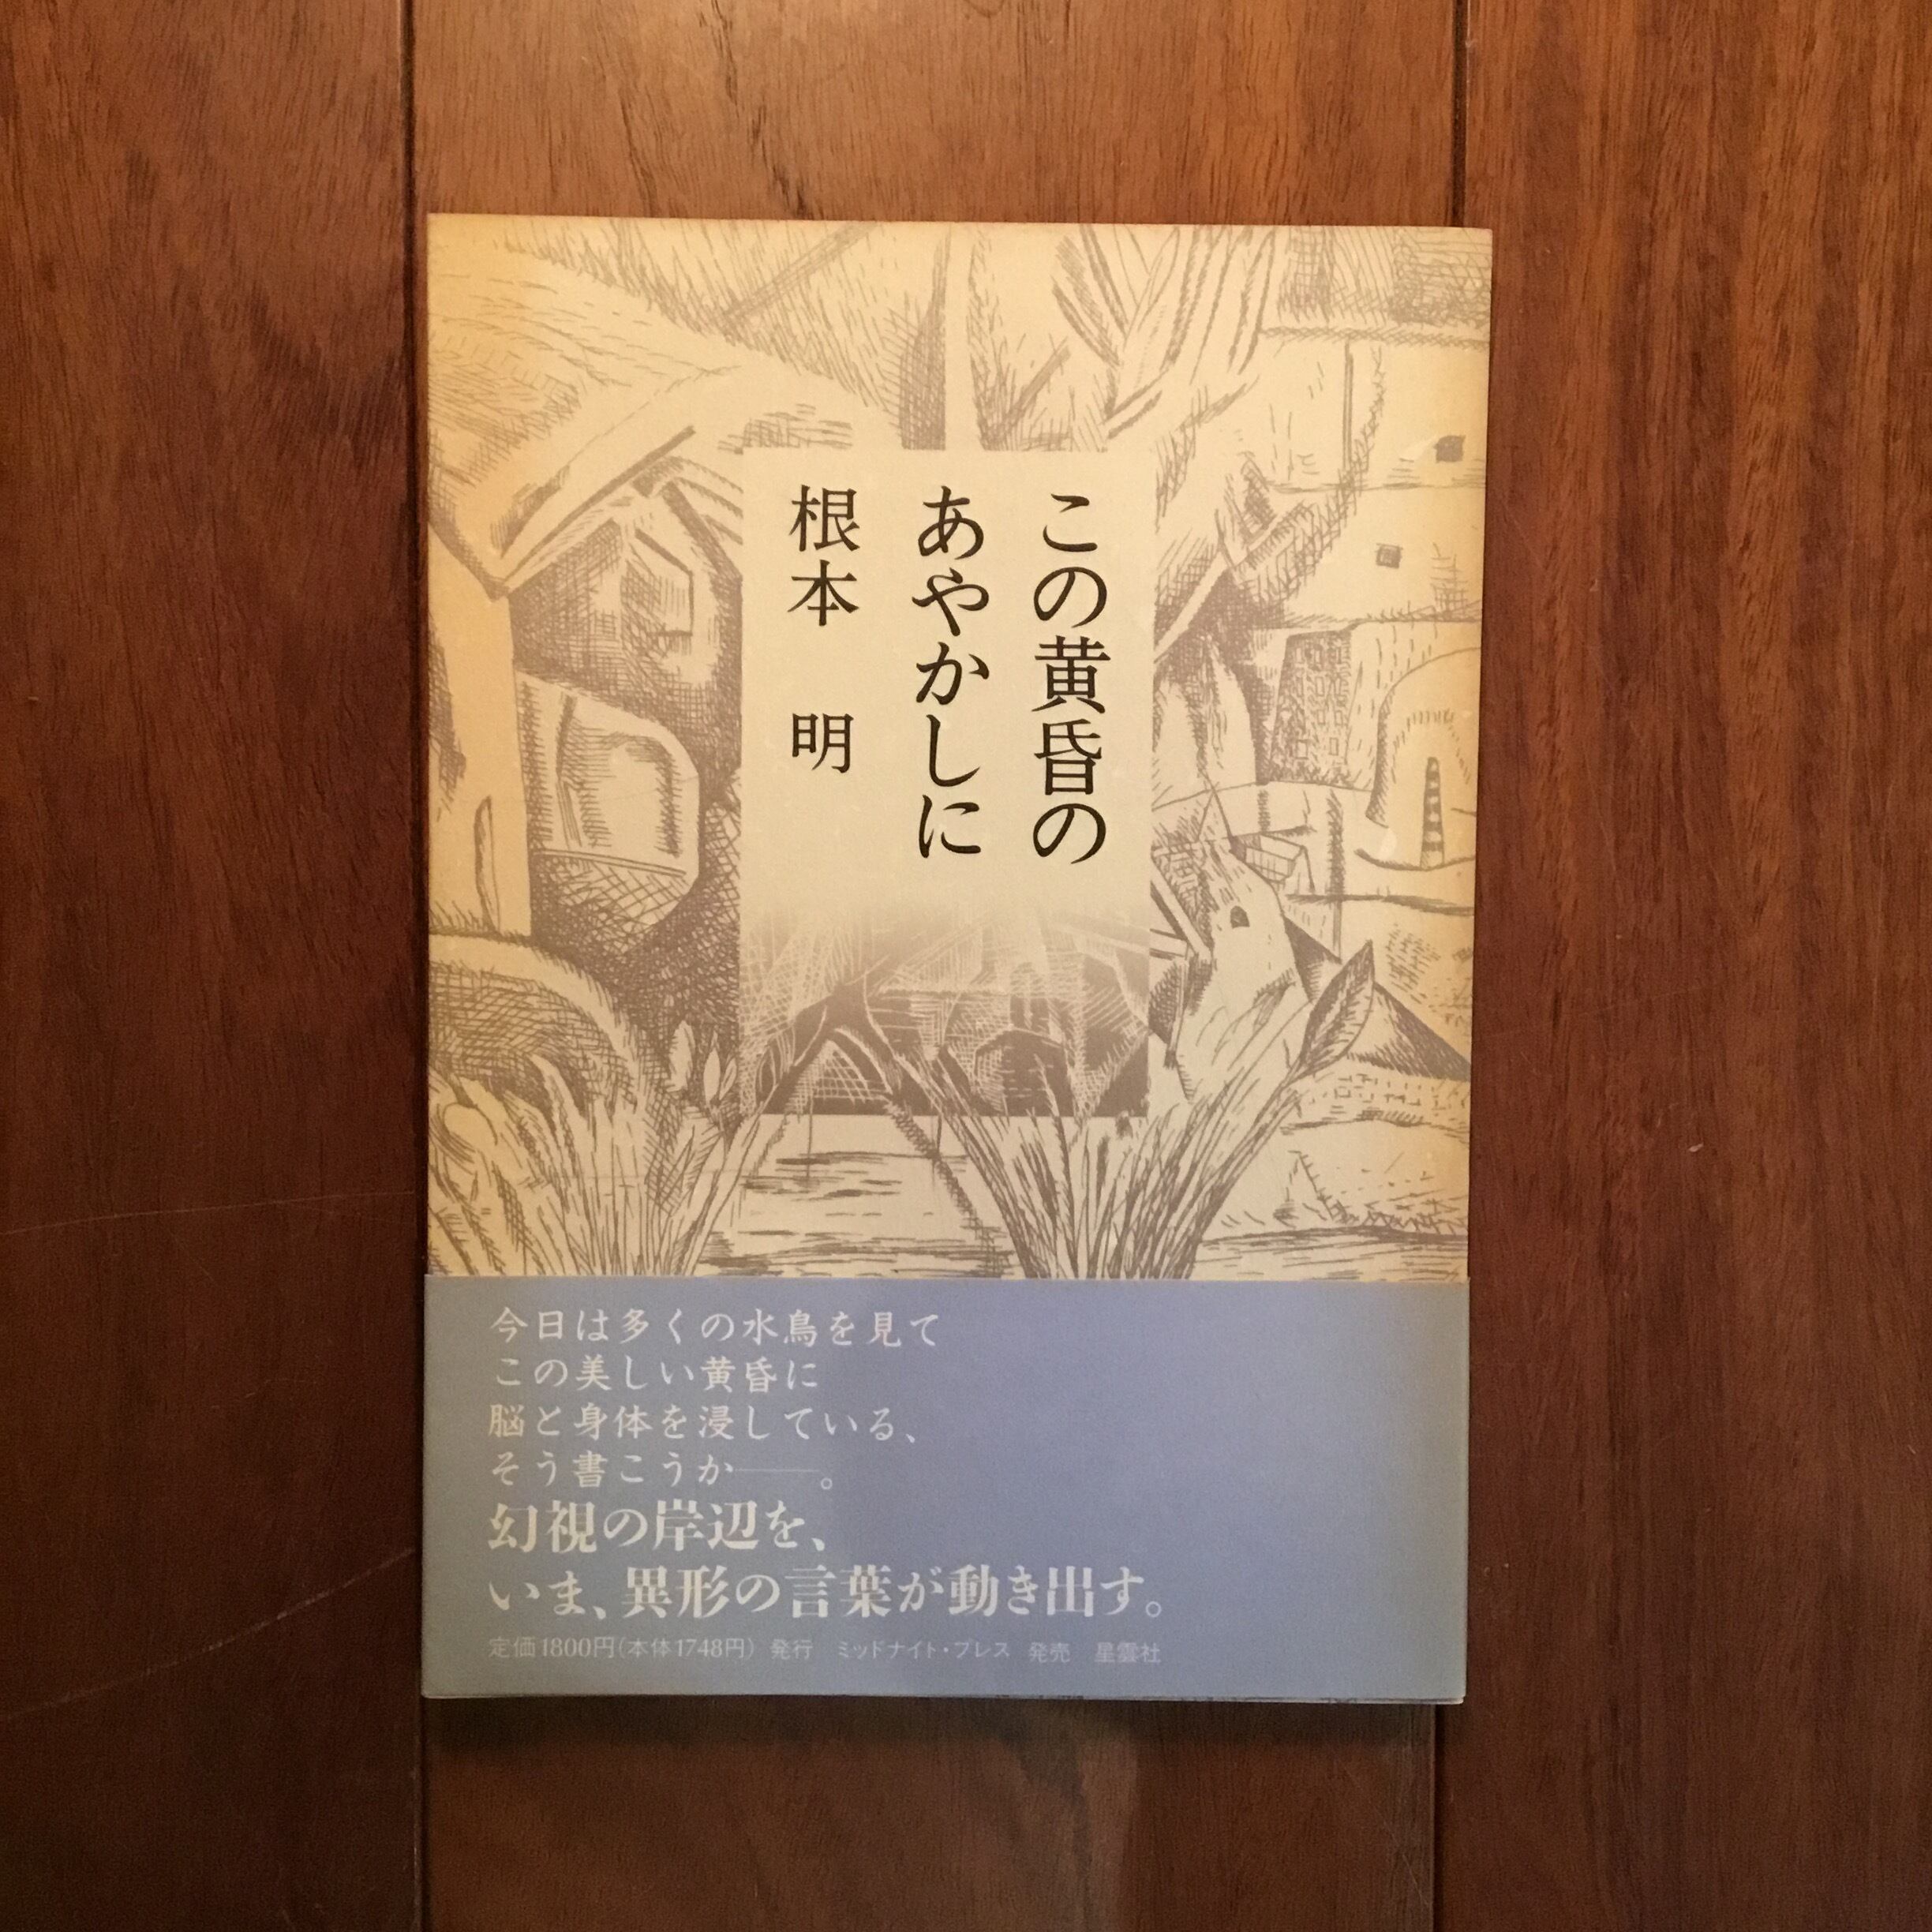 この黄昏の
あやかしに
根本　明
今日は多くの水鳥を見て
この美しい黄昏に
脳と身体を浸している、
そう書こうか――。
幻視の岸辺を、
いま、異形の言葉が動き出す。
定価1800円(本体1748円)　発行　ミッドナイト・プレス　発売　星雲社